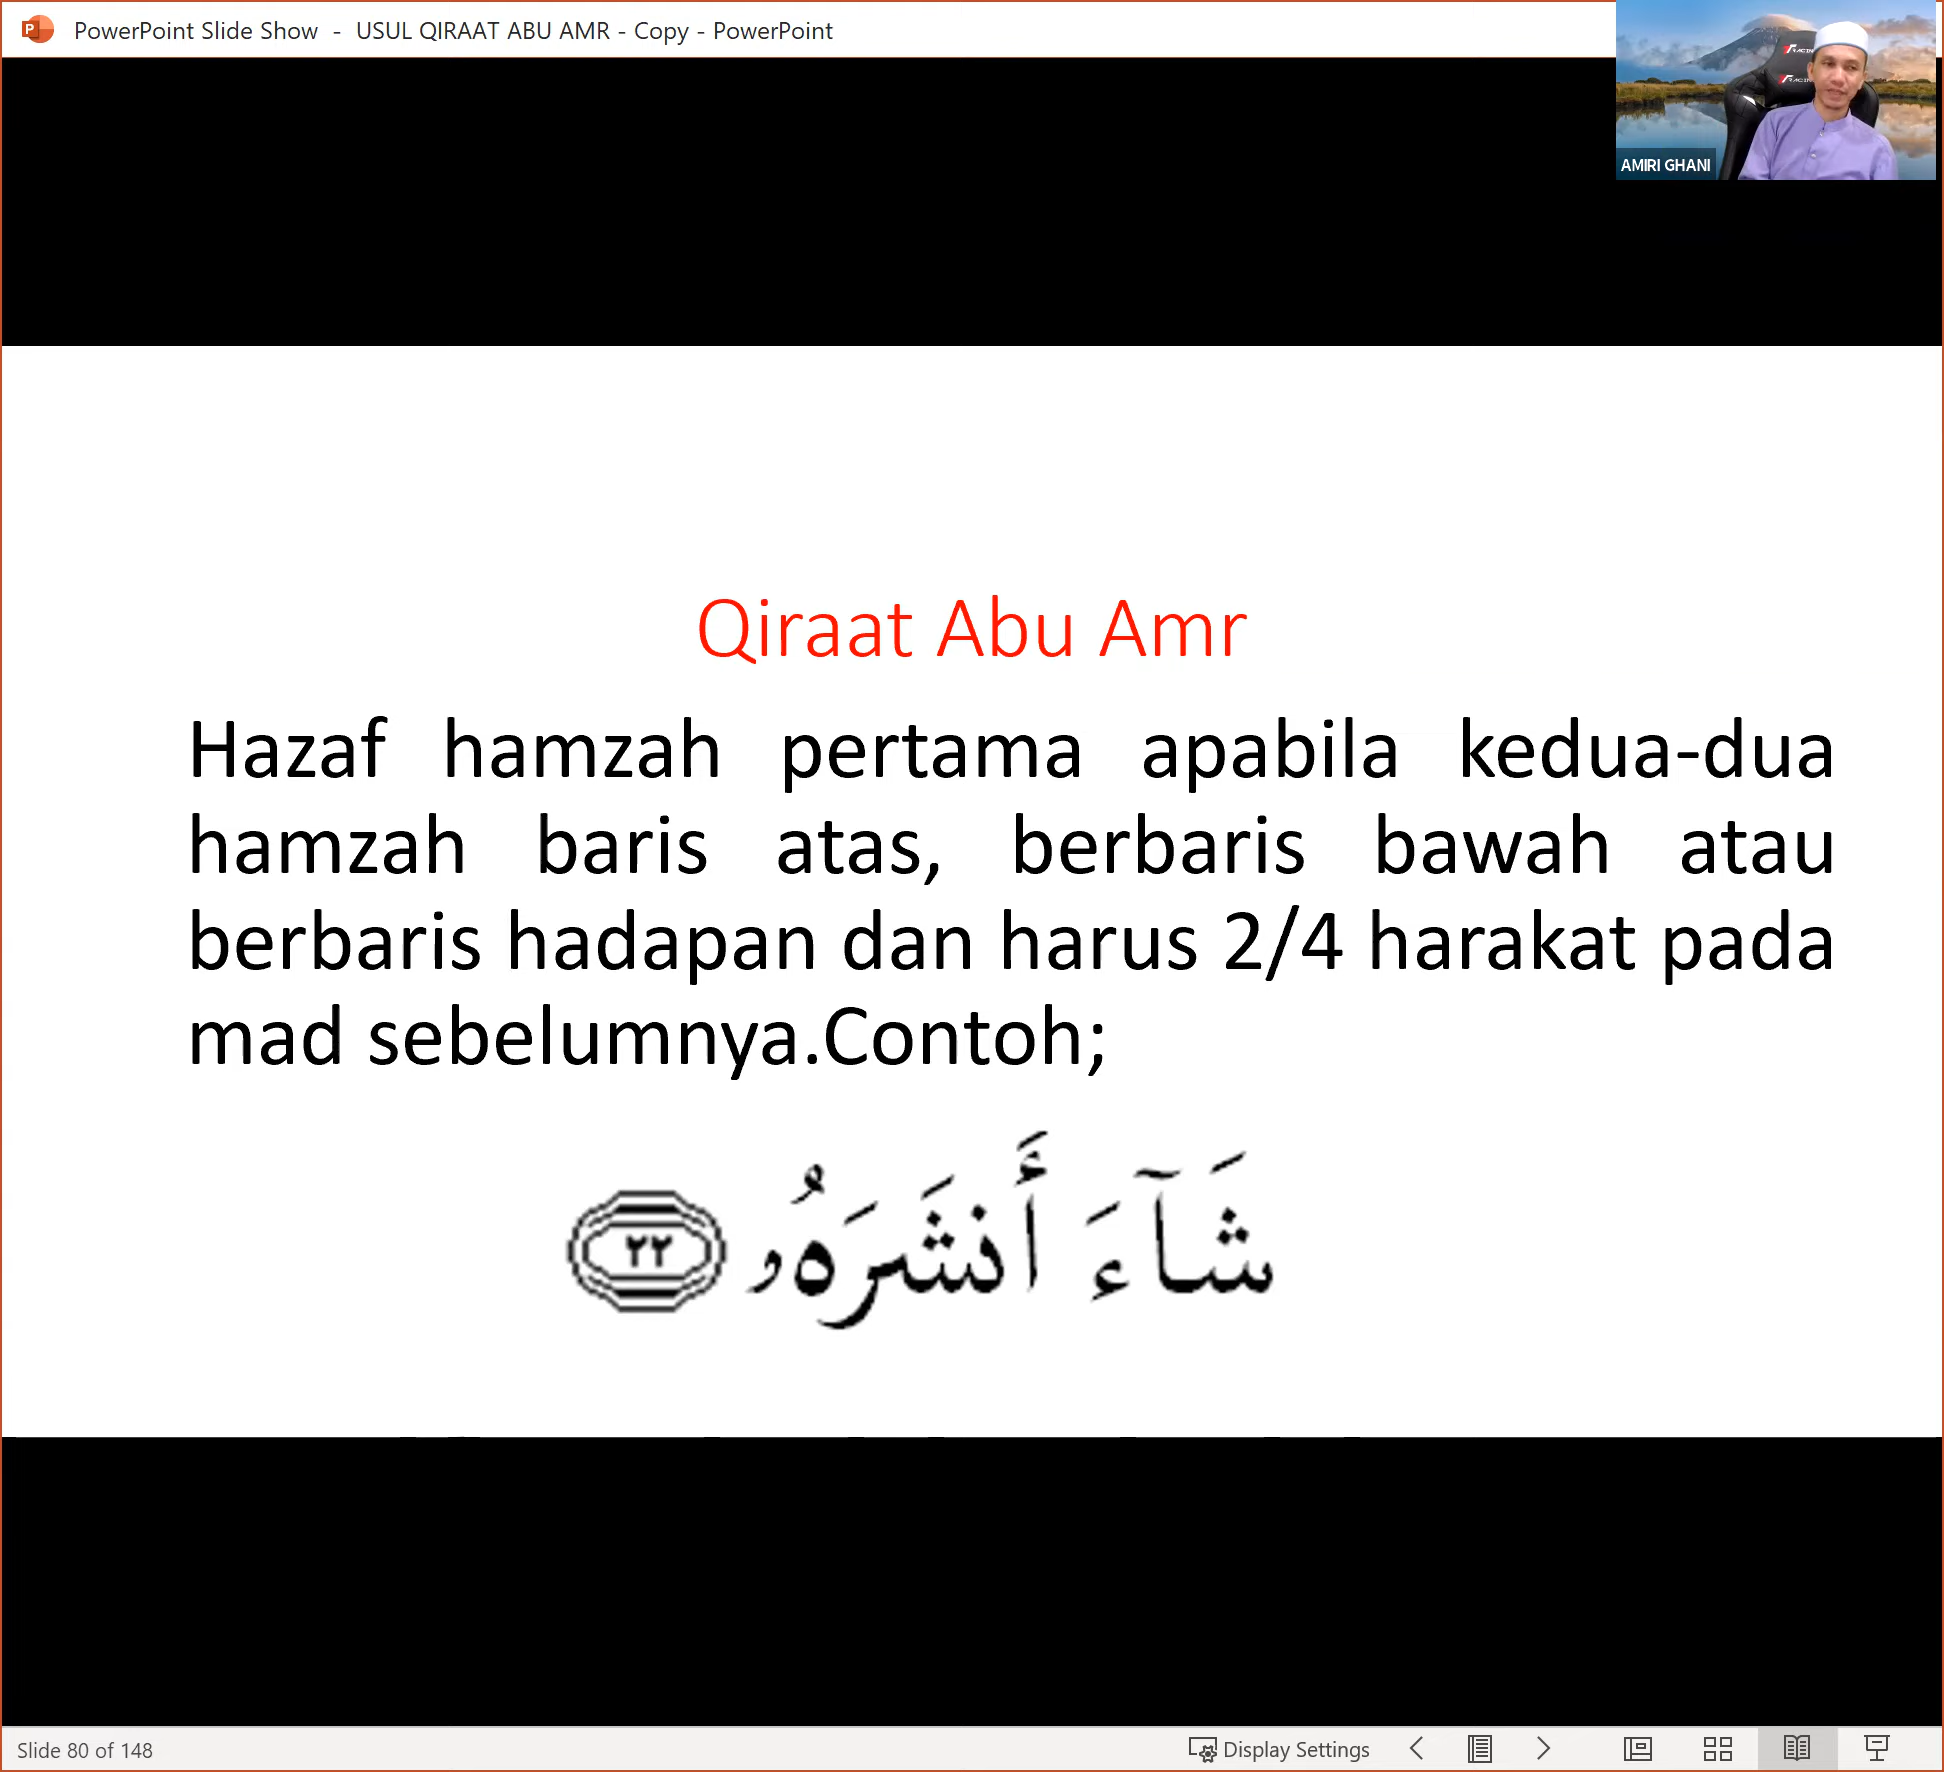 PowerPoint Slide Show - USUL QIRAAT ABU AMR - Copy - PowerPoint
AMIRI GHANI
Qiraat Abu Amr
Hazaf hamzah pertama apabila kedua-dua
hamzah baris atas, berbaris bawah atau
berbaris hadapan dan harus 2/4 harakat pada
mad sebelumnya.Contoh;
شَآءَ أَنشَرَهُۥ ٢٢
Slide 80 of 148
Display Settings